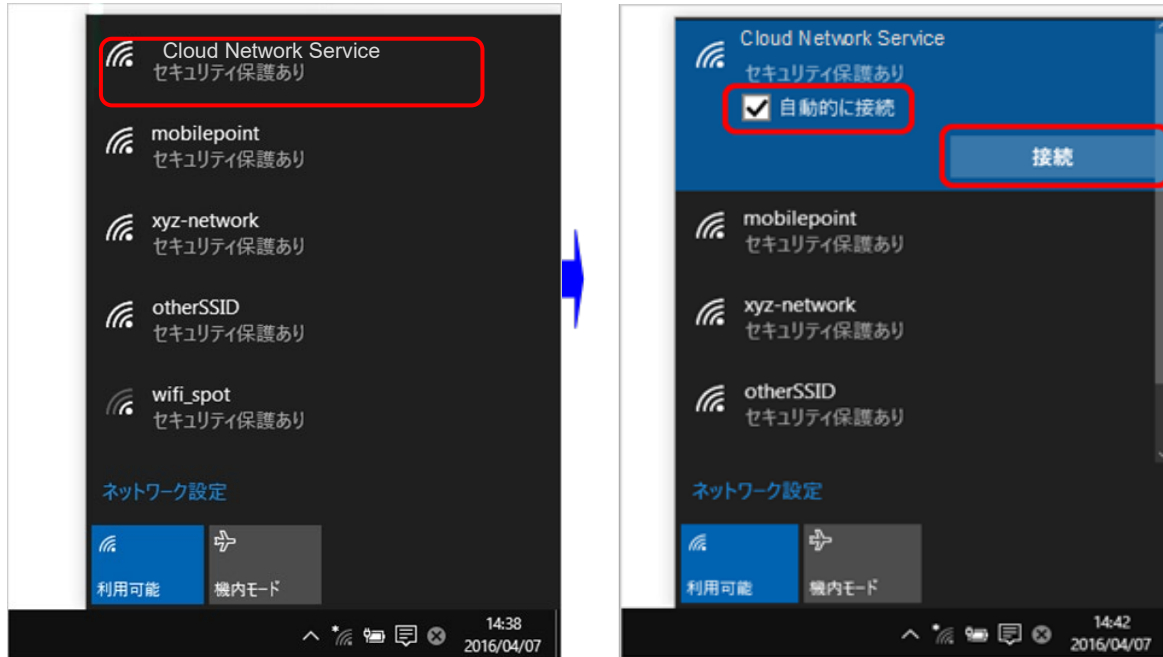 Cloud Network Service
セキュリティ保護あり
mobilepoint
セキュリティ保護あり
xyz-network
セキュリティ保護あり
otherSSID
セキュリティ保護あり
wifi_spot
セキュリティ保護あり
ネットワーク設定
利用可能
機内モード
14:38
2016/04/07
Cloud Network Service
セキュリティ保護あり
自動的に接続
接続
mobilepoint
セキュリティ保護あり
xyz-network
セキュリティ保護あり
otherSSID
セキュリティ保護あり
ネットワーク設定
利用可能
機内モード
14:42
2016/04/07